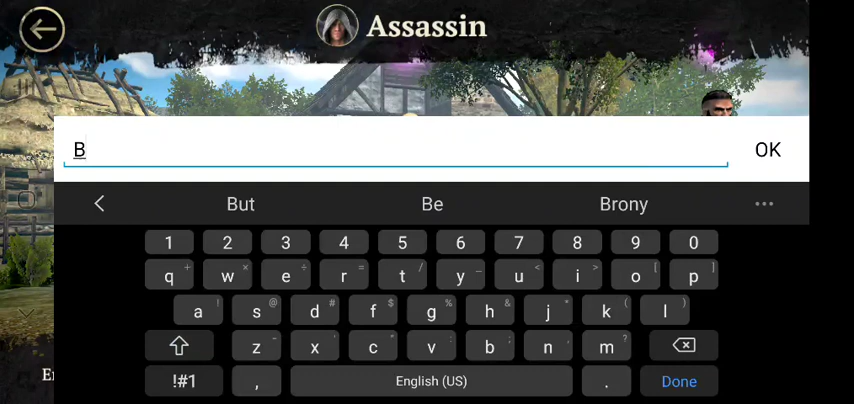 Assassin
B
OK
But Be Brony
1 2 3 4 5 6 7 8 9 0
q + w × e ÷ r = t / y _ u < i > o [ p ]
a ! s @ d # f $ g % h & j * k ( l )
z - x ' c " v : b ; n , m ?
!#1 , English (US) . Done